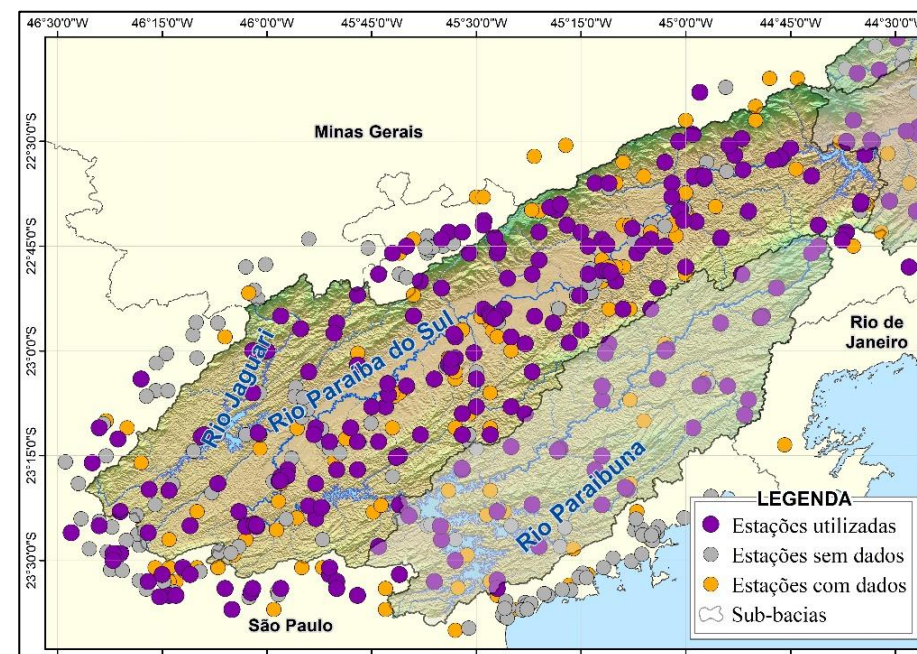 46°30'0"W 46°15'0"W 46°0'0"W 45°45'0"W 45°30'0"W 45°15'0"W 45°0'0"W 44°45'0"W 44°30'0"W
22°30'0"S
22°45'0"S
23°0'0"S
23°15'0"S
23°30'0"S
Minas Gerais
Rio de
Janeiro
Rio Jaguari
Rio Paraíba do Sul
Rio Paraibuna
São Paulo
LEGENDA
Estações utilizadas
Estações sem dados
Estações com dados
Sub-bacias